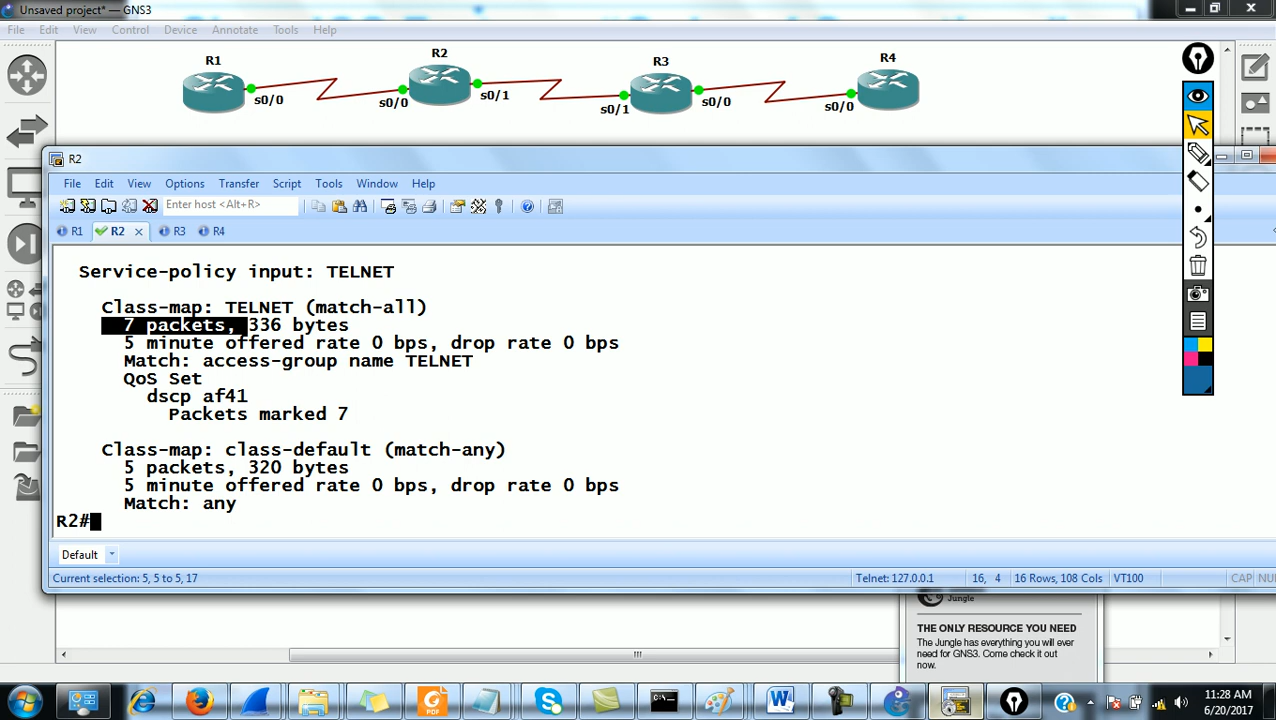 Unsaved project* — GNS3
File Edit View Control Device Annotate Tools Help
R1 R2 R3 R4
s0/0 s0/0 s0/1 s0/1 s0/0 s0/0
R2
File Edit View Options Transfer Script Tools Window Help
Enter host <Alt+R>
R1 R2 R3 R4
Service-policy input: TELNET
Class-map: TELNET (match-all)
7 packets, 336 bytes
5 minute offered rate 0 bps, drop rate 0 bps
Match: access-group name TELNET
QoS Set
dscp af41
Packets marked 7
Class-map: class-default (match-any)
5 packets, 320 bytes
5 minute offered rate 0 bps, drop rate 0 bps
Match: any
R2#
Default
Current selection: 5, 5 to 5, 17 Telnet: 127.0.0.1 16, 4 16 Rows, 108 Cols VT100 CAP NU
Jungle
THE ONLY RESOURCE YOU NEED
The Jungle has everything you will ever
need for GNS3. Come check it out
now.
PDF
11:28 AM
6/20/2017